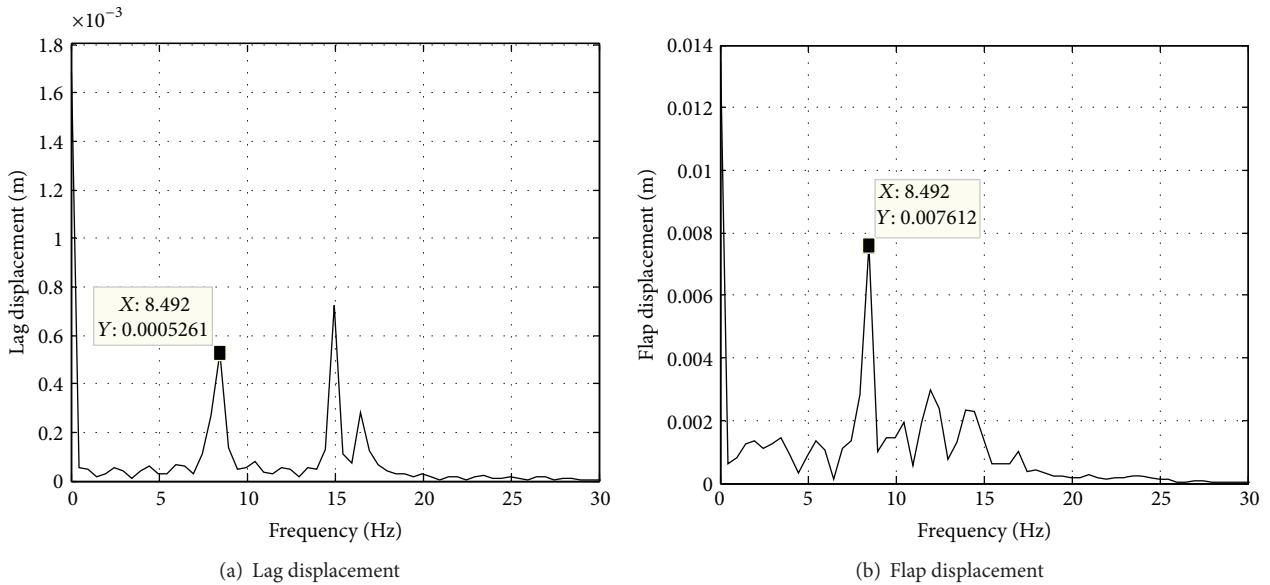 ×10⁻³
1.8
1.6
1.4
1.2
1
0.8
0.6
0.4
0.2
0
Lag displacement (m)
X: 8.492
Y: 0.0005261
0 5 10 15 20 25 30
Frequency (Hz)
(a) Lag displacement
0.014
0.012
0.01
0.008
0.006
0.004
0.002
0
Flap displacement (m)
X: 8.492
Y: 0.007612
0 5 10 15 20 25 30
Frequency (Hz)
(b) Flap displacement